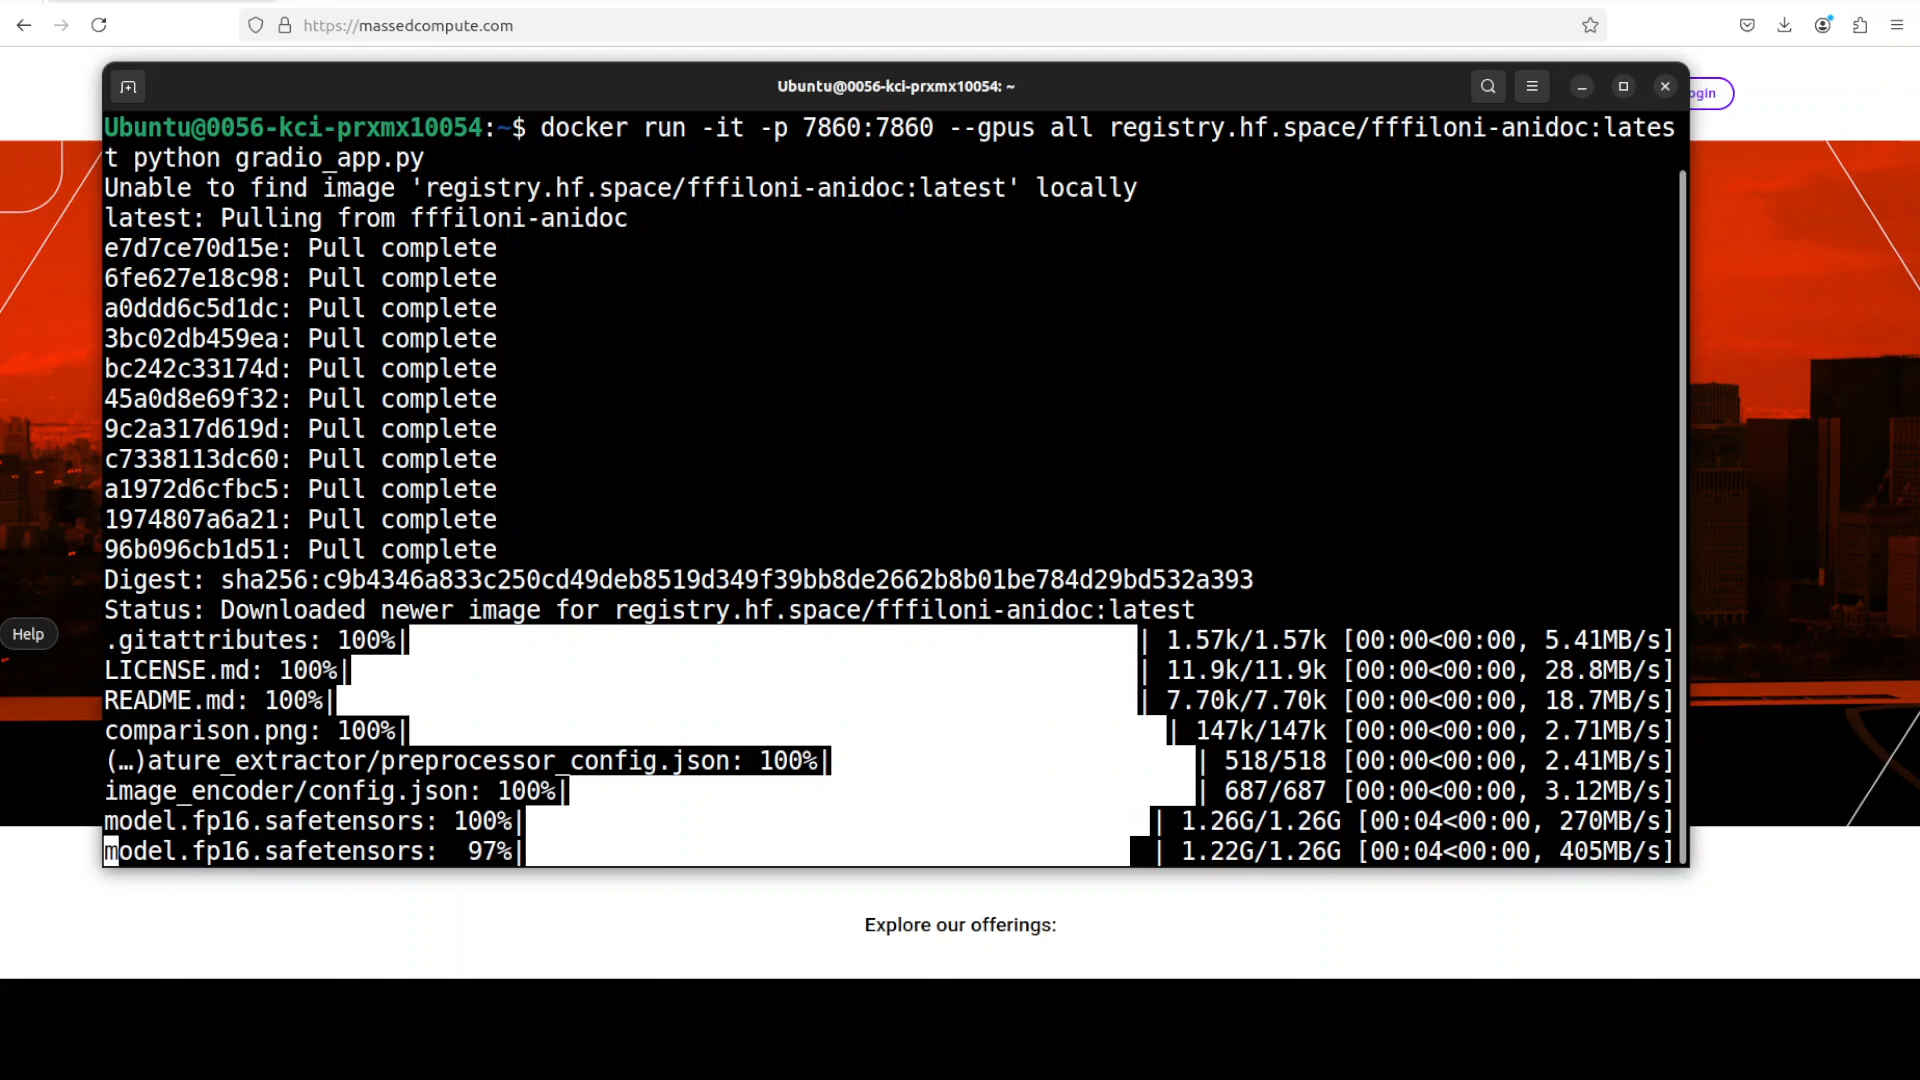 https://massedcompute.com
Ubuntu@0056-kci-prxmx10054: ~
ogin
Ubuntu@0056-kci-prxmx10054:~$ docker run -it -p 7860:7860 --gpus all registry.hf.space/fffiloni-anidoc:lates
t python gradio_app.py
Unable to find image 'registry.hf.space/fffiloni-anidoc:latest' locally
latest: Pulling from fffiloni-anidoc
e7d7ce70d15e: Pull complete
6fe627e18c98: Pull complete
a0ddd6c5d1dc: Pull complete
3bc02db459ea: Pull complete
bc242c33174d: Pull complete
45a0d8e69f32: Pull complete
9c2a317d619d: Pull complete
c7338113dc60: Pull complete
a1972d6cfbc5: Pull complete
1974807a6a21: Pull complete
96b096cb1d51: Pull complete
Digest: sha256:c9b4346a833c250cd49deb8519d349f39bb8de2662b8b01be784d29bd532a393
Status: Downloaded newer image for registry.hf.space/fffiloni-anidoc:latest
.gitattributes: 100%| | 1.57k/1.57k [00:00<00:00, 5.41MB/s]
Help
LICENSE.md: 100%| | 11.9k/11.9k [00:00<00:00, 28.8MB/s]
README.md: 100%| | 7.70k/7.70k [00:00<00:00, 18.7MB/s]
comparison.png: 100%| | 147k/147k [00:00<00:00, 2.71MB/s]
(…)ature_extractor/preprocessor_config.json: 100%| | 518/518 [00:00<00:00, 2.41MB/s]
image_encoder/config.json: 100%| | 687/687 [00:00<00:00, 3.12MB/s]
model.fp16.safetensors: 100%| | 1.26G/1.26G [00:04<00:00, 270MB/s]
model.fp16.safetensors: 97%| | 1.22G/1.26G [00:04<00:00, 405MB/s]
Explore our offerings: